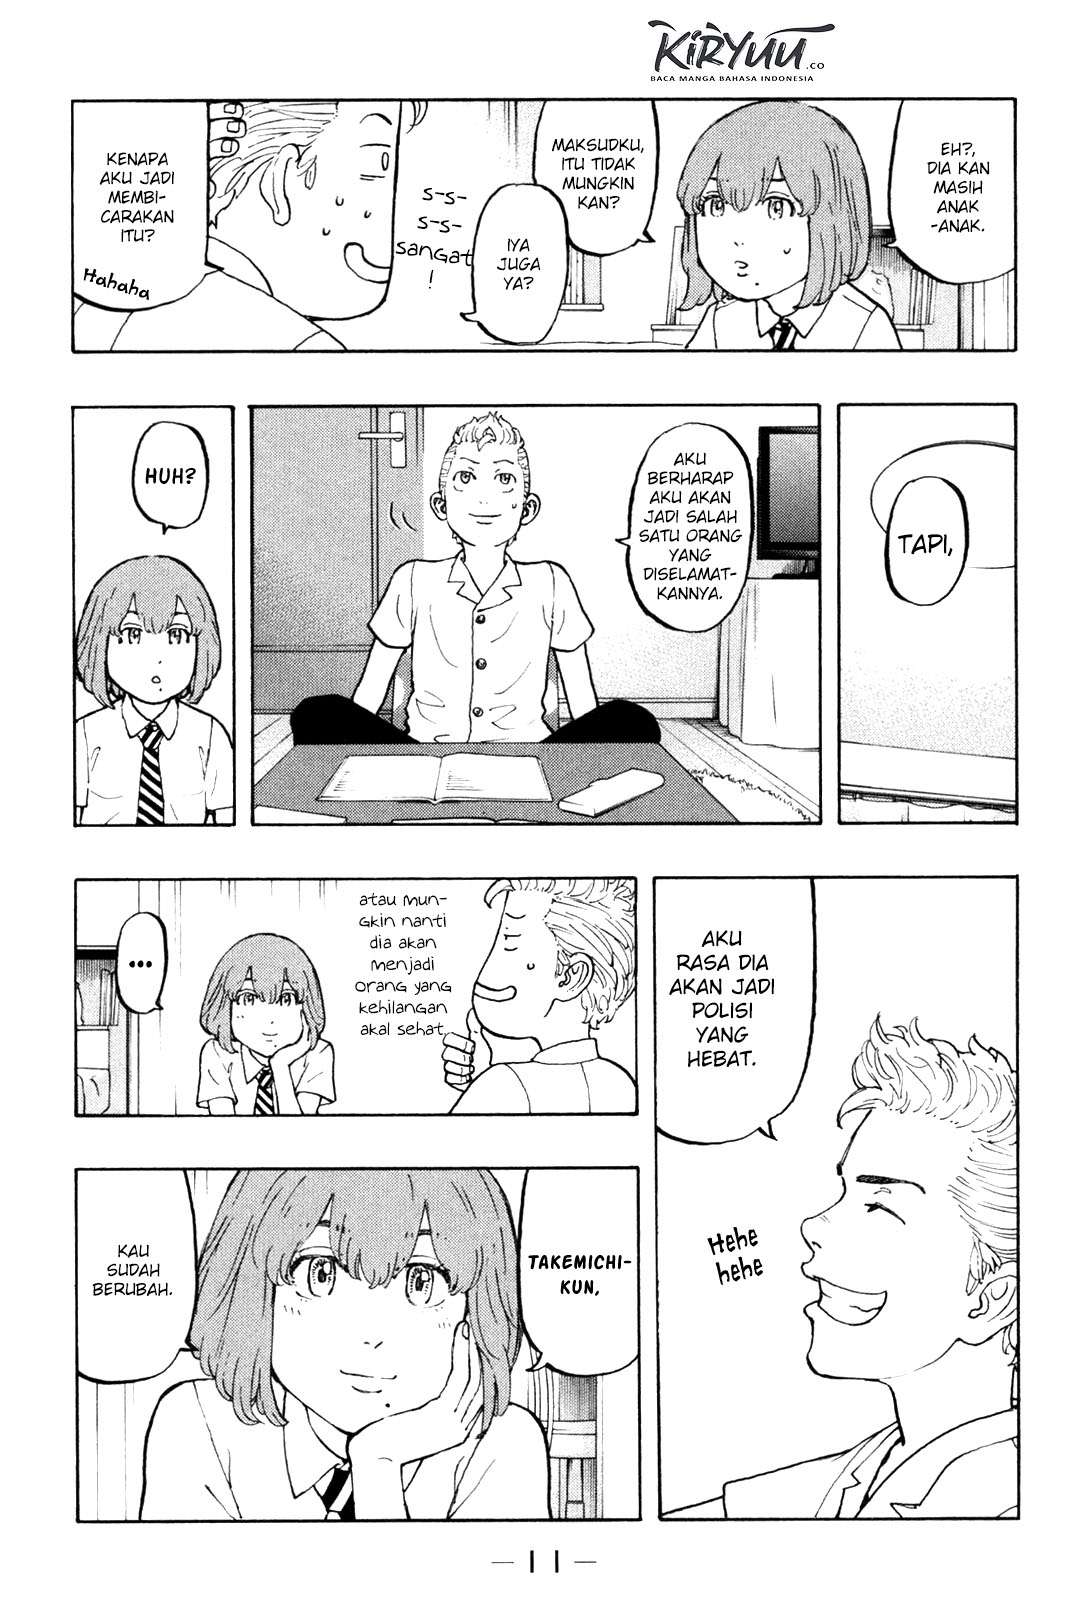 KIRYUU.CO
BACA MANGA BAHASA INDONESIA
EH?,
DIA KAN
MASIH
ANAK
-ANAK.
MAKSUDKU,
ITU TIDAK
MUNGKIN
KAN?
IYA
JUGA
YA?
s-s-
s-s-
sangat
!
KENAPA
AKU JADI
MEMBI-
CARAKAN
ITU?
Hahaha
TAPI,
AKU
BERHARAP
AKU AKAN
JADI SALAH
SATU ORANG
YANG
DISELAMAT-
KANNYA.
HUH?
AKU
RASA DIA
AKAN JADI
POLISI
YANG
HEBAT.
Hehe
hehe
atau mun-
gkin nanti
dia akan
menjadi
orang yang
kehilangan
akal sehat.
...
TAKEMICHI-
KUN,
KAU
SUDAH
BERUBAH.
— 11 —